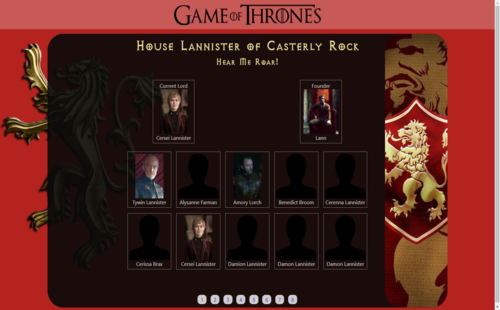 GAME OF THRONES
House Lannister of Casterly Rock
Hear Me Roar!
Current Lord
Founder
Cersei Lannister
Lann
Tywin Lannister
Alysanne Farman
Amory Lorch
Benedict Broom
Cerenna Lannister
Cerissa Brax
Cersei Lannister
Damion Lannister
Damon Lannister
Damon Lannister
1 2 3 4 5 6 7 8